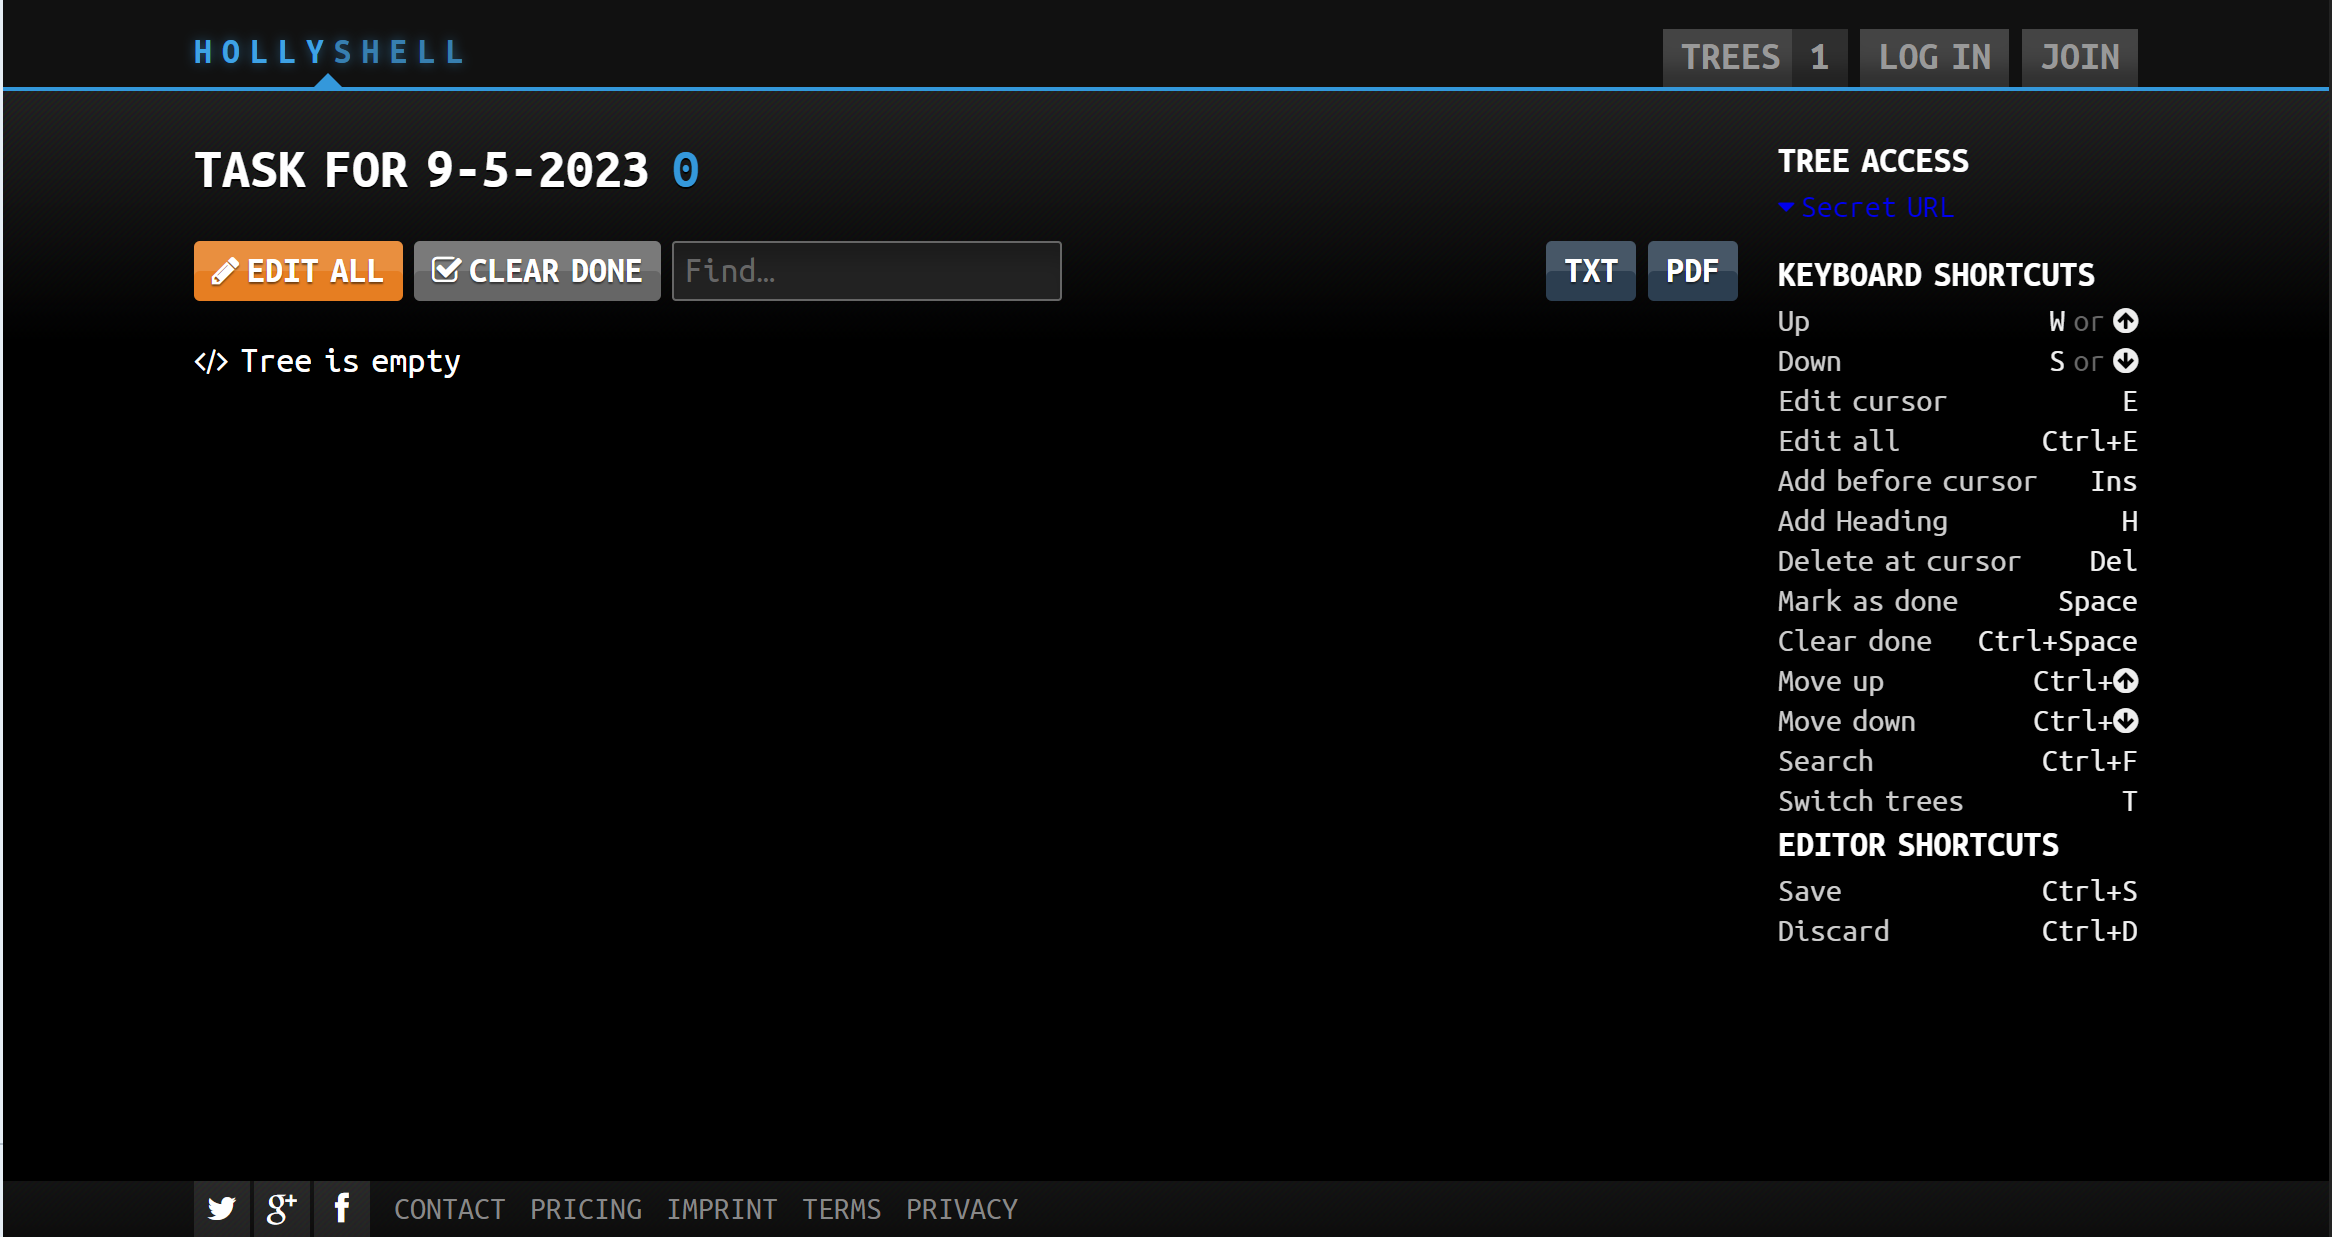 HOLLYSHELL
TREES 1 LOG IN JOIN
TASK FOR 9-5-2023 0
EDIT ALL CLEAR DONE Find… TXT PDF
</> Tree is empty
TREE ACCESS
Secret URL
KEYBOARD SHORTCUTS
Up W or
Down S or
Edit cursor E
Edit all Ctrl+E
Add before cursor Ins
Add Heading H
Delete at cursor Del
Mark as done Space
Clear done Ctrl+Space
Move up Ctrl+
Move down Ctrl+
Search Ctrl+F
Switch trees T
EDITOR SHORTCUTS
Save Ctrl+S
Discard Ctrl+D
g+ f CONTACT PRICING IMPRINT TERMS PRIVACY